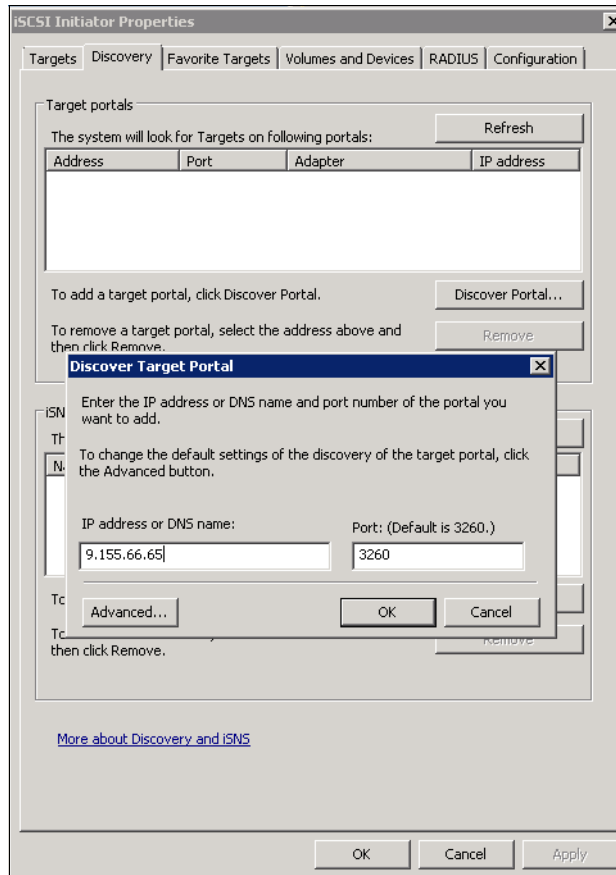 iSCSI Initiator Properties
Targets Discovery Favorite Targets Volumes and Devices RADIUS Configuration
Target portals
The system will look for Targets on following portals:
Refresh
Address Port Adapter IP address
To add a target portal, click Discover Portal.
Discover Portal...
To remove a target portal, select the address above and
then click Remove.
Remove
Discover Target Portal
Enter the IP address or DNS name and port number of the portal you
want to add.
To change the default settings of the discovery of the target portal, click
the Advanced button.
IP address or DNS name:
Port: (Default is 3260.)
9.155.66.65
3260
Advanced...
OK
Cancel
then click Remove.
Remove
More about Discovery and iSNS
OK
Cancel
Apply